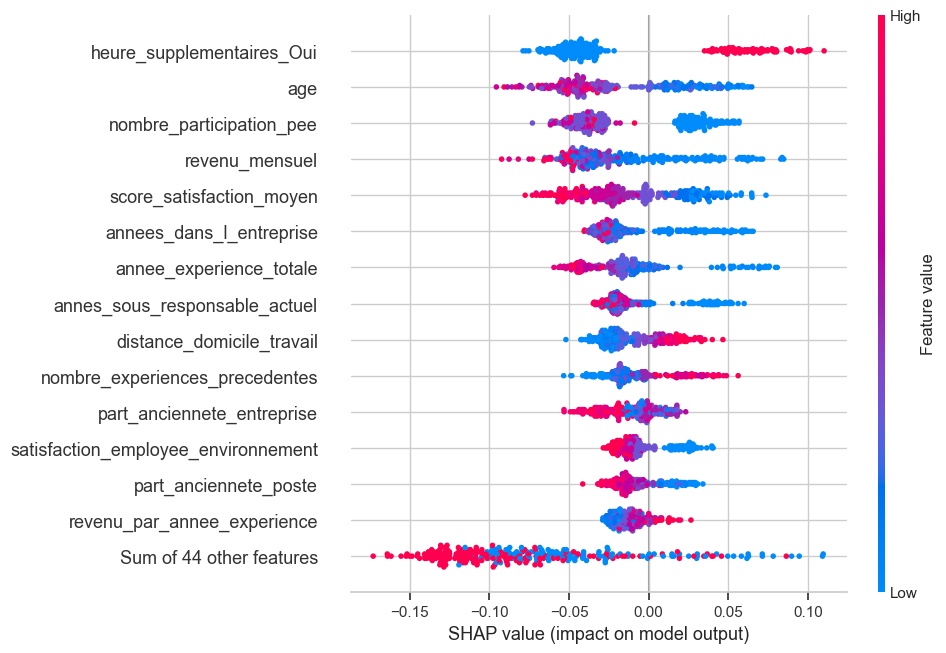 High
heure_supplementaires_Oui
age
nombre_participation_pee
revenu_mensuel
score_satisfaction_moyen
annees_dans_l_entreprise
annee_experience_totale
annes_sous_responsable_actuel
distance_domicile_travail
nombre_experiences_precedentes
part_anciennete_entreprise
satisfaction_employee_environnement
part_anciennete_poste
revenu_par_annee_experience
Sum of 44 other features
Feature value
Low
−0.15 −0.10 −0.05 0.00 0.05 0.10
SHAP value (impact on model output)